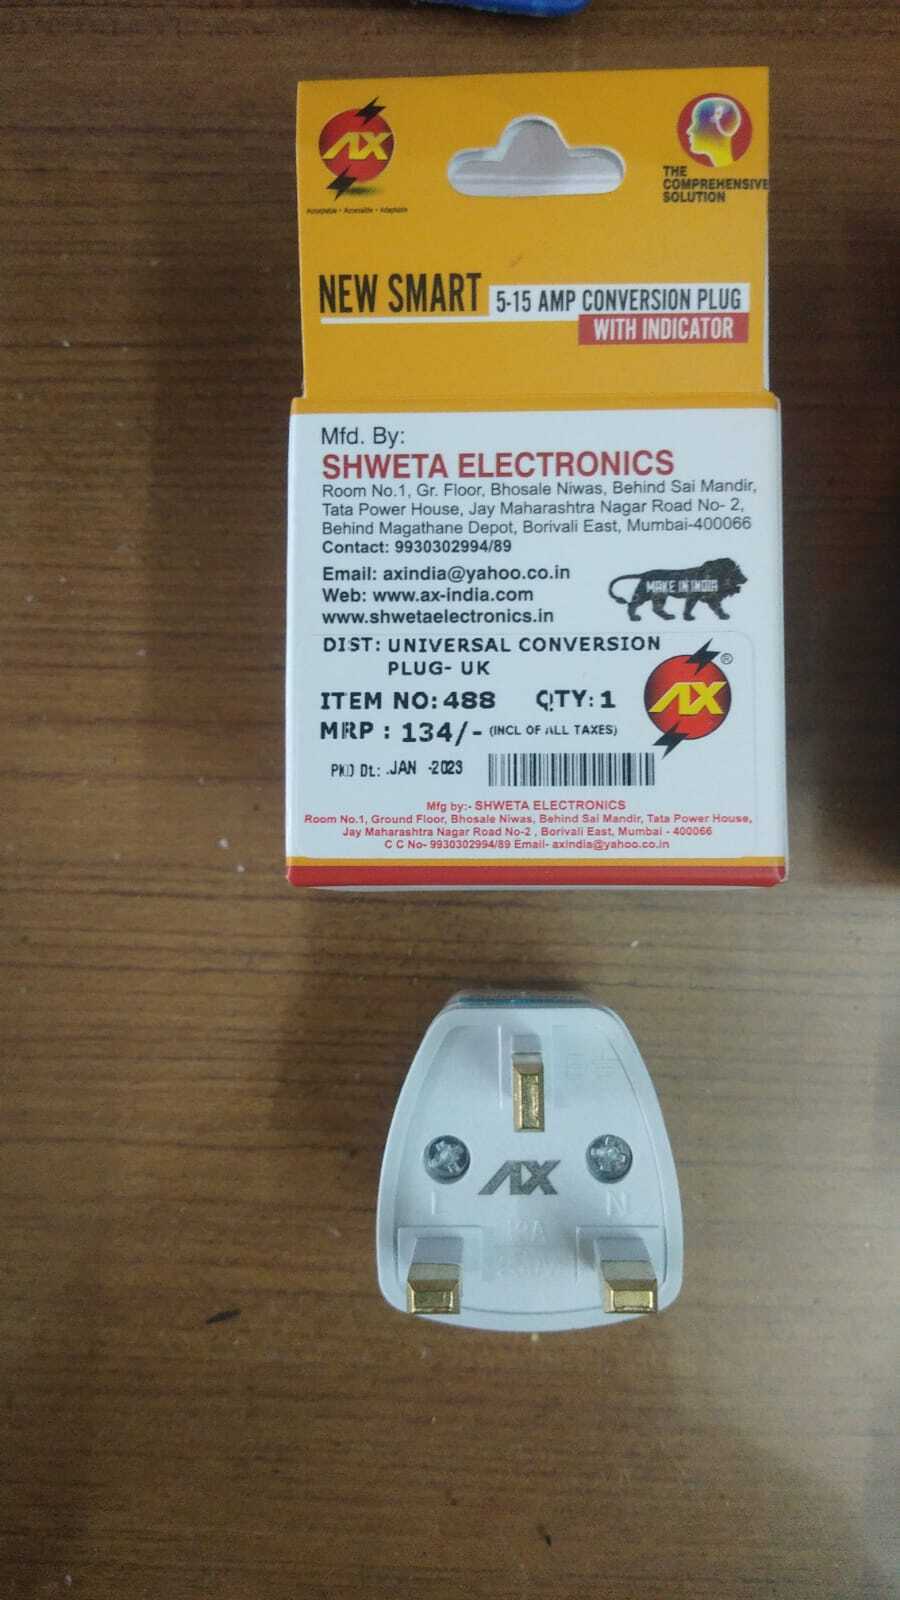 AX
Acceptable • Accessible • Adaptable
THE
COMPREHENSIVE
SOLUTION
NEW SMART 5-15 AMP CONVERSION PLUG
WITH INDICATOR
Mfd. By:
SHWETA ELECTRONICS
Room No.1, Gr. Floor, Bhosale Niwas, Behind Sai Mandir,
Tata Power House, Jay Maharashtra Nagar Road No- 2,
Behind Magathane Depot, Borivali East, Mumbai-400066
Contact: 9930302994/89
Email: axindia@yahoo.co.in
Web: www.ax-india.com
www.shwetaelectronics.in
MAKE IN INDIA
DIST: UNIVERSAL CONVERSION
PLUG- UK
ITEM NO: 488 QTY: 1
MRP : 134/- (INCL OF ALL TAXES)
AX ®
PKD Dt.: JAN -2023
Mfg by:- SHWETA ELECTRONICS
Room No.1, Ground Floor, Bhosale Niwas, Behind Sai Mandir, Tata Power House,
Jay Maharashtra Nagar Road No-2 , Borivali East, Mumbai - 400066
C C No- 9930302994/89 Email- axindia@yahoo.co.in
AX
L N